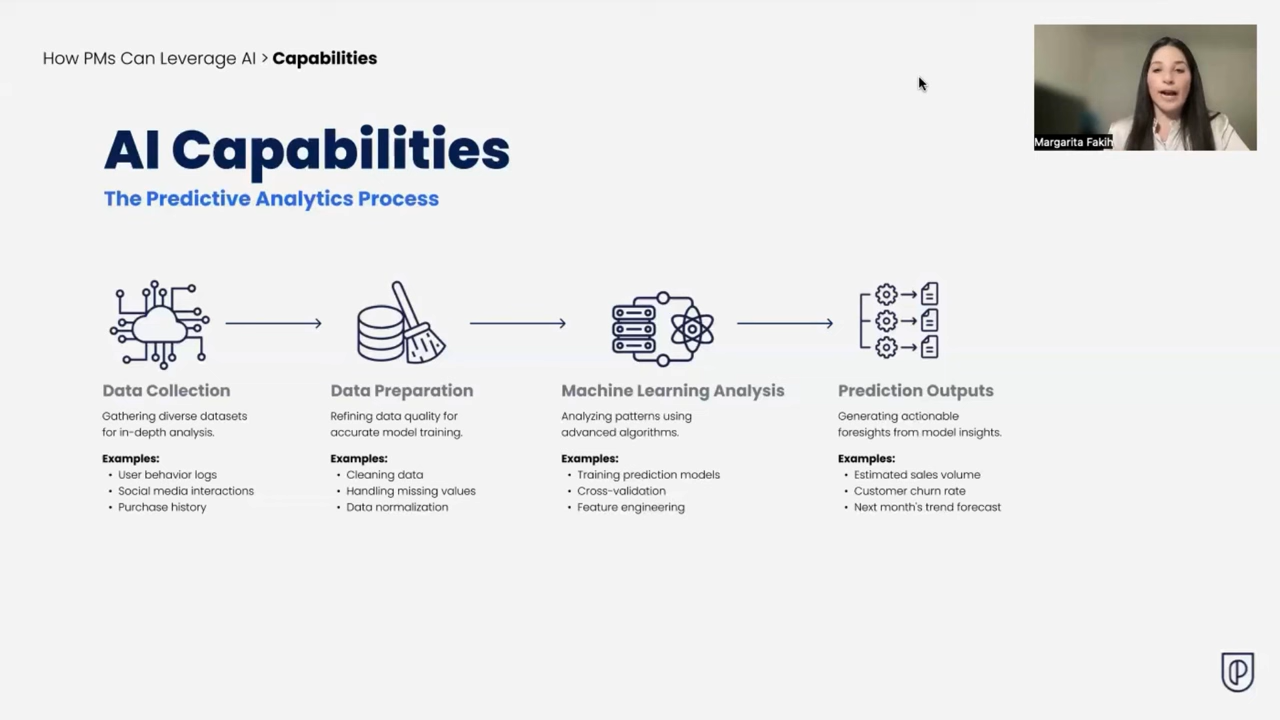 How PMs Can Leverage AI > Capabilities
Margarita Fakih
AI Capabilities
The Predictive Analytics Process
Data Collection
Gathering diverse datasets
for in-depth analysis.
Examples:
• User behavior logs
• Social media interactions
• Purchase history
Data Preparation
Refining data quality for
accurate model training.
Examples:
• Cleaning data
• Handling missing values
• Data normalization
Machine Learning Analysis
Analyzing patterns using
advanced algorithms.
Examples:
• Training prediction models
• Cross-validation
• Feature engineering
Prediction Outputs
Generating actionable
foresights from model insights.
Examples:
• Estimated sales volume
• Customer churn rate
• Next month's trend forecast